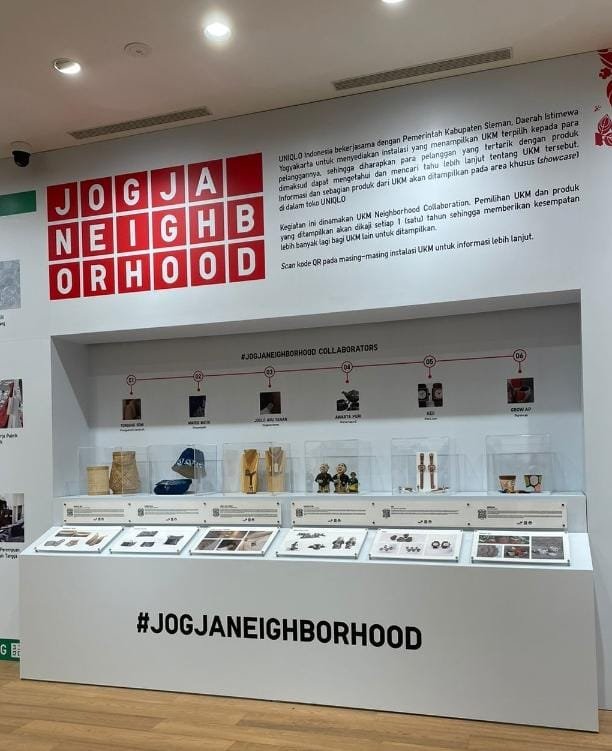 JOGJA
NEIGHB
ORHOOD
UNIQLO Indonesia bekerjasama dengan Pemerintah Kabupaten Sleman, Daerah Istimewa
Yogyakarta untuk menyediakan instalasi yang menampilkan UKM terpilih kepada para
pelanggannya, sehingga diharapkan para pelanggan yang tertarik dengan produk
dimaksud dapat mengetahui dan mencari tahu lebih lanjut tentang UKM tersebut.
Informasi dan sebagian produk dari UKM akan ditampilkan pada area khusus (showcase)
di dalam toko UNIQLO
Kegiatan ini dinamakan UKM Neighborhood Collaboration. Pemilihan UKM dan produk
yang ditampilkan akan dikaji setiap 1 (satu) tahun sehingga memberikan kesempatan
lebih banyak lagi bagi UKM lain untuk ditampilkan.
Scan kode QR pada masing-masing instalasi UKM untuk informasi lebih lanjut.
#JOGJANEIGHBORHOOD COLLABORATORS
01 02 03 04 05 06
GROW AP
#JOGJANEIGHBORHOOD
G